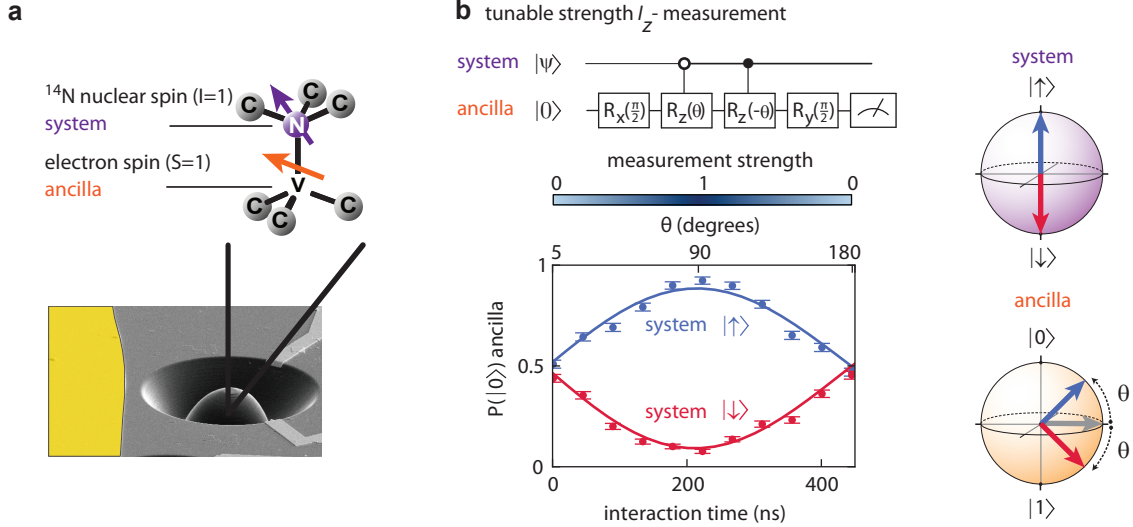 a
¹⁴N nuclear spin (I=1)
system
electron spin (S=1)
ancilla
C
C
C
N
V
C
C
C
b tunable strength I_z- measurement
system |ψ⟩
ancilla |0⟩ Rₓ(π/2) R_z(θ) R_z(-θ) R_y(π/2)
measurement strength
0 1 0
θ (degrees)
5 90 180
1
0.5
0
P(|0⟩) ancilla
system |↑⟩
system |↓⟩
0 200 400
interaction time (ns)
system
|↑⟩
|↓⟩
ancilla
|0⟩
θ
θ
|1⟩